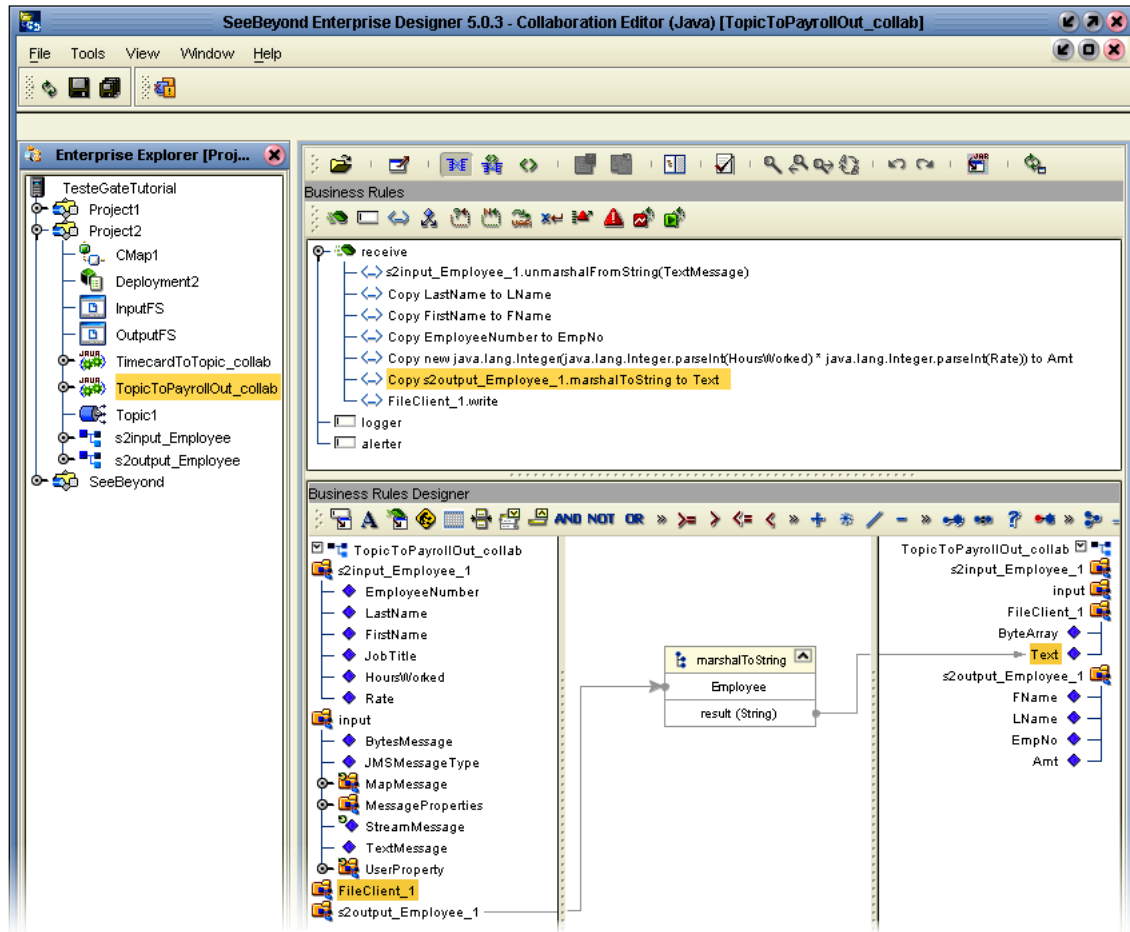 SeeBeyond Enterprise Designer 5.0.3 - Collaboration Editor (Java) [TopicToPayrollOut_collab]
File Tools View Window Help
Enterprise Explorer [Proj...
TesteGateTutorial
Project1
Project2
CMap1
Deployment2
InputFS
OutputFS
JAVA TimecardToTopic_collab
JAVA TopicToPayrollOut_collab
Topic1
s2input_Employee
s2output_Employee
SeeBeyond
JAR
Business Rules
receive
s2input_Employee_1.unmarshalFromString(TextMessage)
Copy LastName to LName
Copy FirstName to FName
Copy EmployeeNumber to EmpNo
Copy new java.lang.Integer(java.lang.Integer.parseInt(HoursWorked) * java.lang.Integer.parseInt(Rate)) to Amt
Copy s2output_Employee_1.marshalToString to Text
FileClient_1.write
logger
alerter
Business Rules Designer
A AND NOT OR » >= > <= < » + * / - » ? » =
TopicToPayrollOut_collab
s2input_Employee_1
EmployeeNumber
LastName
FirstName
JobTitle
HoursWorked
Rate
input
BytesMessage
JMSMessageType
MapMessage
MessageProperties
StreamMessage
TextMessage
UserProperty
FileClient_1
s2output_Employee_1
marshalToString
Employee
result (String)
TopicToPayrollOut_collab
s2input_Employee_1
input
FileClient_1
ByteArray
Text
s2output_Employee_1
FName
LName
EmpNo
Amt